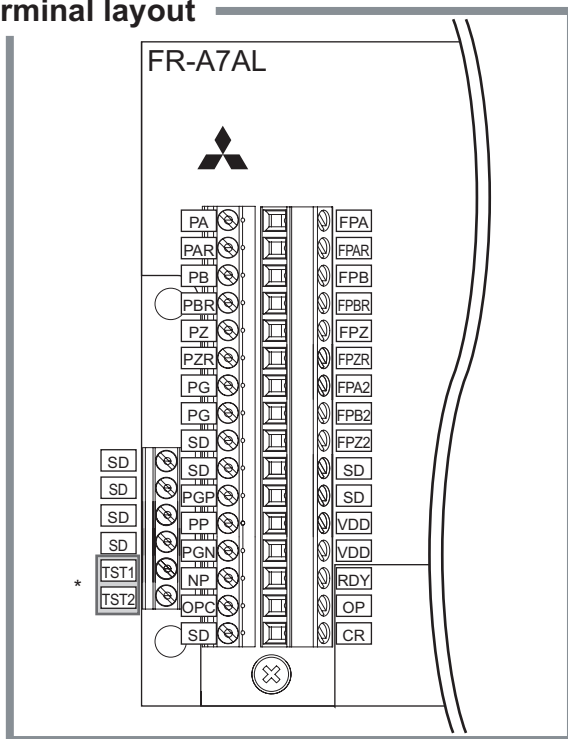 rminal layout
FR-A7AL
PA FPA
PAR FPAR
PB FPB
PBR FPBR
PZ FPZ
PZR FPZR
PG FPA2
PG FPB2
SD FPZ2
SD SD SD
SD PGP SD
SD PP VDD
SD PGN VDD
* TST1 NP RDY
TST2 OPC OP
SD CR